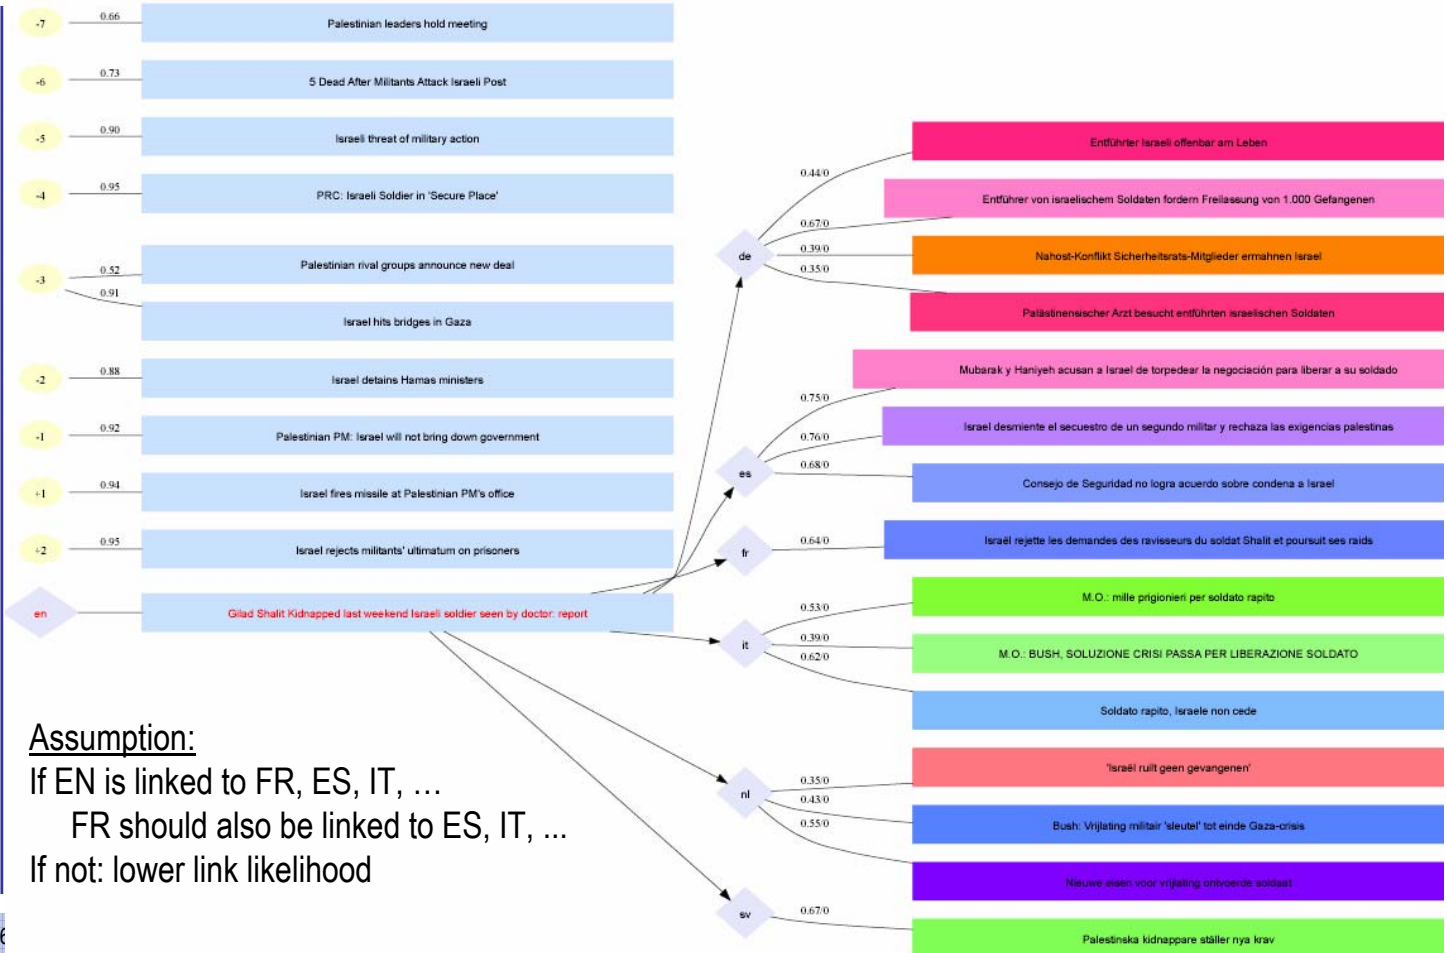 -7
0.66
Palestinian leaders hold meeting
-6
0.73
5 Dead After Militants Attack Israeli Post
-5
0.90
Israeli threat of military action
-4
0.95
PRC: Israeli Soldier in 'Secure Place'
-3
0.52
Palestinian rival groups announce new deal
0.91
Israel hits bridges in Gaza
-2
0.88
Israel detains Hamas ministers
-1
0.92
Palestinian PM: Israel will not bring down government
+1
0.94
Israel fires missile at Palestinian PM's office
+2
0.95
Israel rejects militants' ultimatum on prisoners
en
Gilad Shalit Kidnapped last weekend Israeli soldier seen by doctor: report
de
0.44/0
Entführter Israeli offenbar am Leben
0.67/0
Entführer von israelischem Soldaten fordern Freilassung von 1.000 Gefangenen
0.39/0
Nahost-Konflikt Sicherheitsrats-Mitglieder ermahnen Israel
0.35/0
Palästinensischer Arzt besucht entführten israelischen Soldaten
es
0.75/0
Mubarak y Haniyeh acusan a Israel de torpedear la negociación para liberar a su soldado
0.76/0
Israel desmiente el secuestro de un segundo militar y rechaza las exigencias palestinas
0.68/0
Consejo de Seguridad no logra acuerdo sobre condena a Israel
fr
0.64/0
Israël rejette les demandes des ravisseurs du soldat Shalit et poursuit ses raids
it
0.53/0
M.O.: mille prigionieri per soldato rapito
0.39/0
M.O.: BUSH, SOLUZIONE CRISI PASSA PER LIBERAZIONE SOLDATO
0.62/0
Soldato rapito, Israele non cede
nl
0.35/0
'Israël ruilt geen gevangenen'
0.43/0
Bush: Vrijlating militair 'sleutel' tot einde Gaza-crisis
0.55/0
Nieuwe eisen voor vrijlating ontvoerde soldaat
sv
0.67/0
Palestinska kidnappare ställer nya krav
Assumption:
If EN is linked to FR, ES, IT, …
FR should also be linked to ES, IT, ...
If not: lower link likelihood